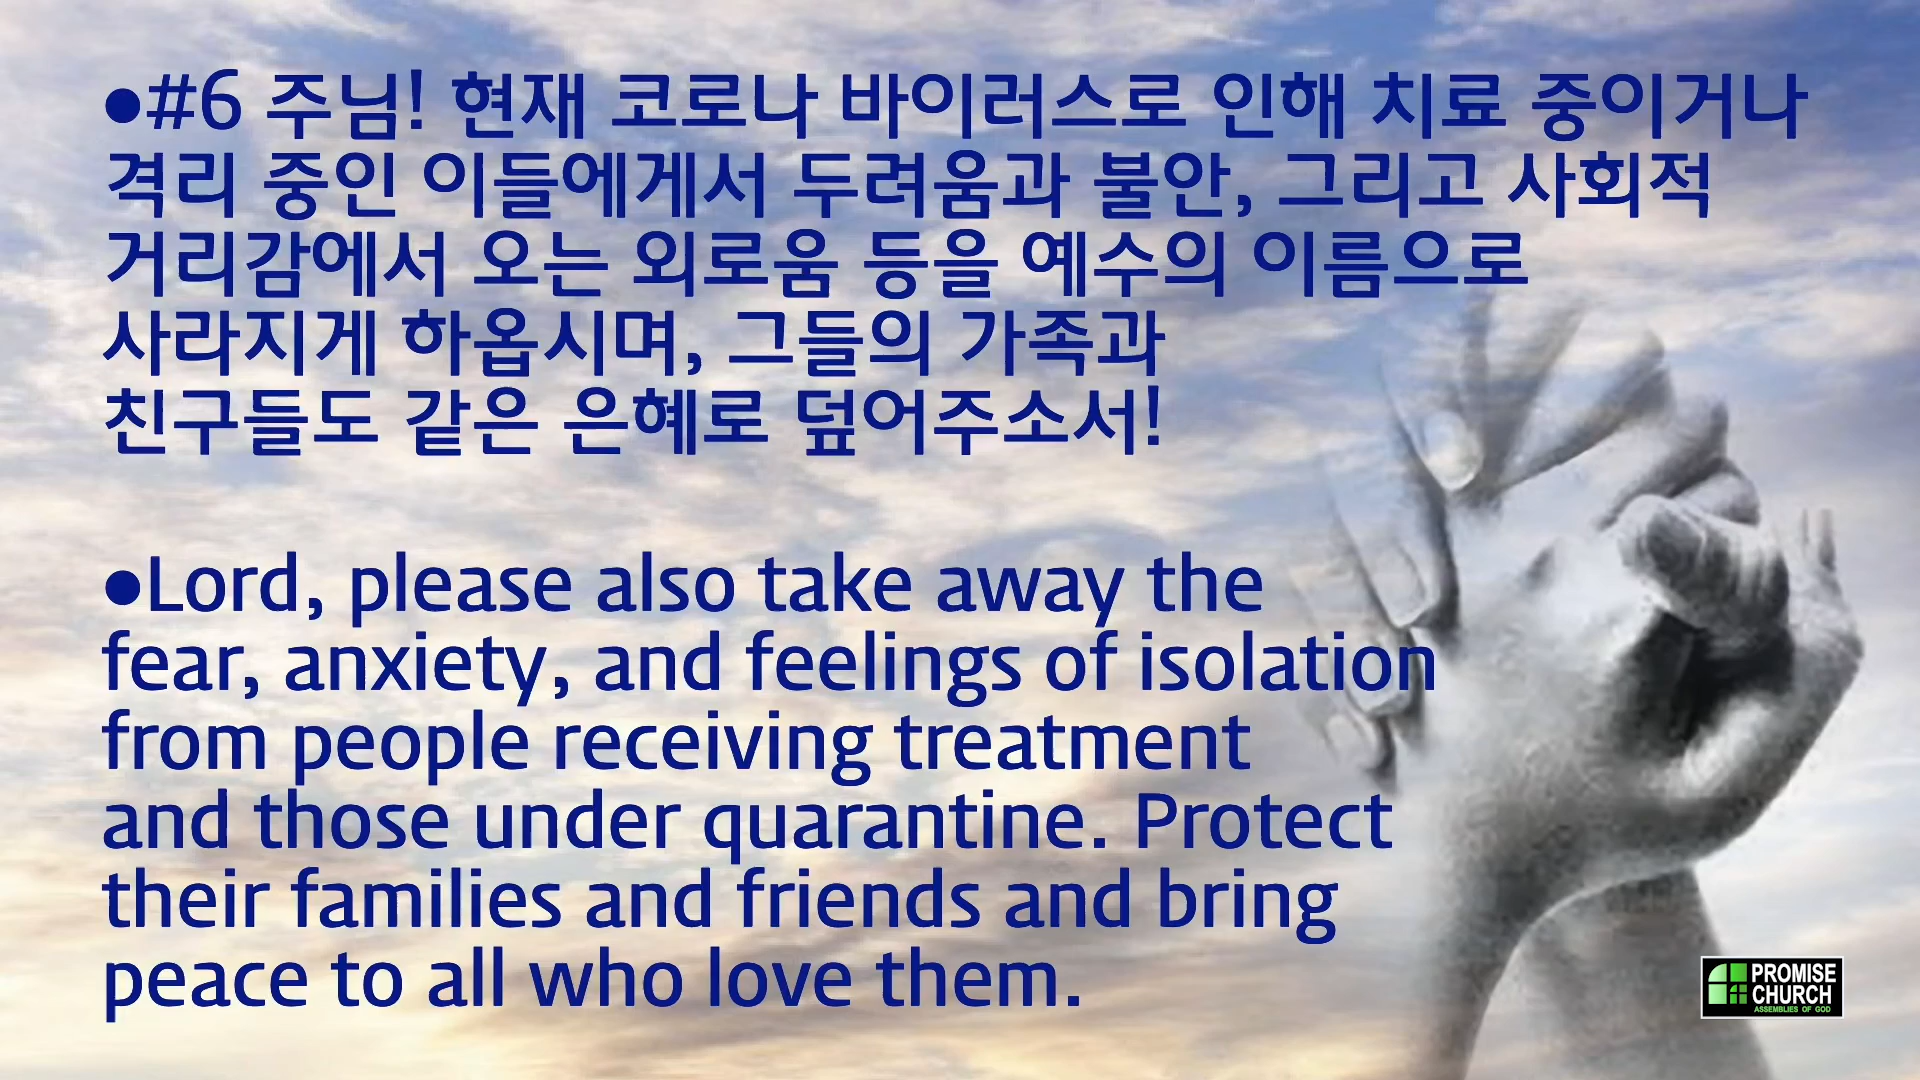 ●#6 주님! 현재 코로나 바이러스로 인해 치료 중이거나
격리 중인 이들에게서 두려움과 불안, 그리고 사회적
거리감에서 오는 외로움 등을 예수의 이름으로
사라지게 하옵시며, 그들의 가족과
친구들도 같은 은혜로 덮어주소서!
●Lord, please also take away the
fear, anxiety, and feelings of isolation
from people receiving treatment
and those under quarantine. Protect
their families and friends and bring
peace to all who love them.
PROMISE
CHURCH
ASSEMBLIES OF GOD